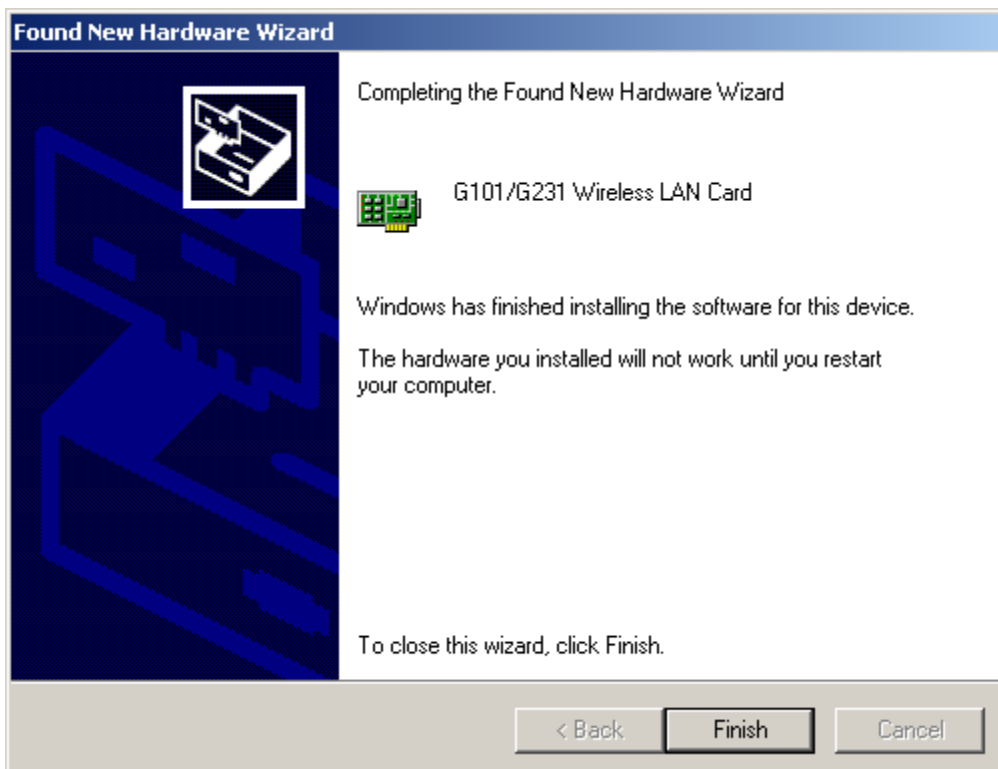 Found New Hardware Wizard
Completing the Found New Hardware Wizard
G101/G231 Wireless LAN Card
Windows has finished installing the software for this device.
The hardware you installed will not work until you restart
your computer.
To close this wizard, click Finish.
< Back
Finish
Cancel